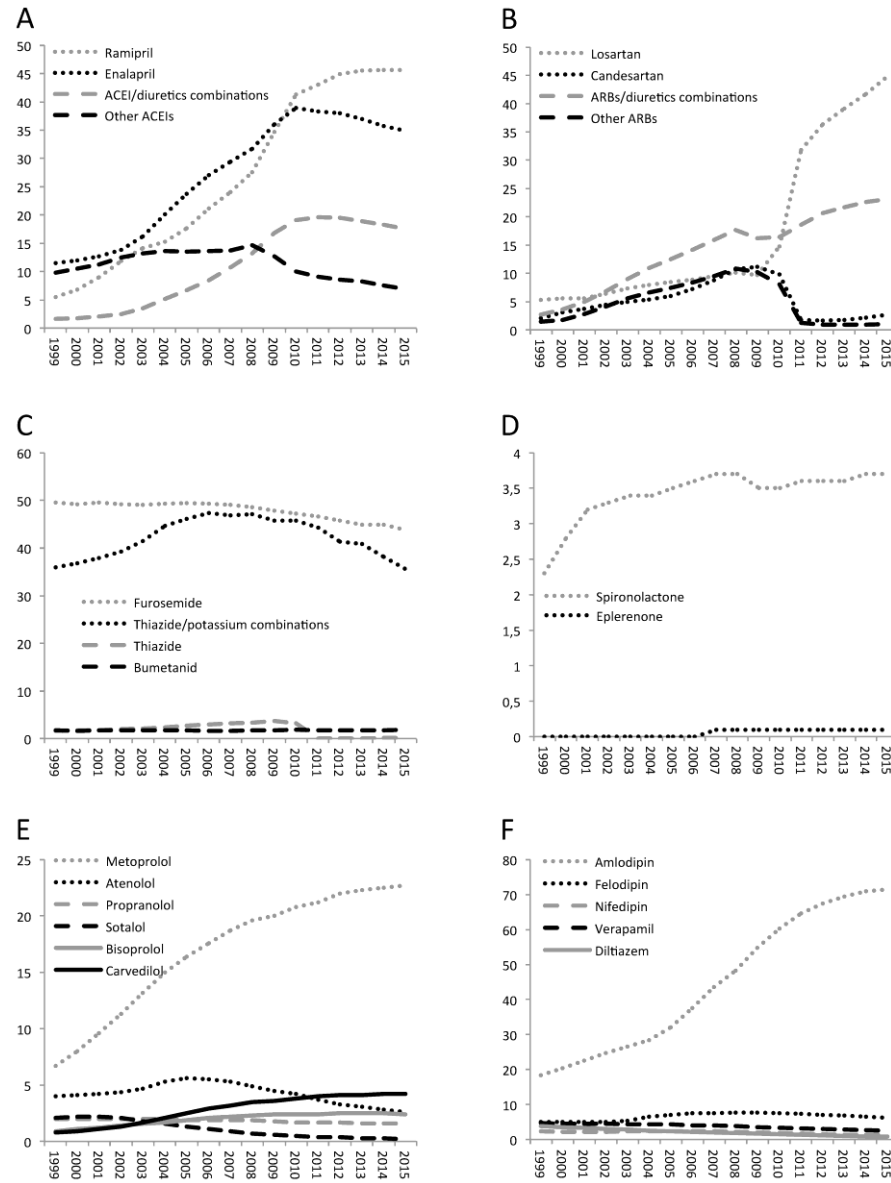 A
Ramipril
Enalapril
ACEI/diuretics combinations
Other ACEIs
50
45
40
35
30
25
20
15
10
5
0
1999 2000 2001 2002 2003 2004 2005 2006 2007 2008 2009 2010 2011 2012 2013 2014 2015
B
Losartan
Candesartan
ARBs/diuretics combinations
Other ARBs
50
45
40
35
30
25
20
15
10
5
0
1999 2000 2001 2002 2003 2004 2005 2006 2007 2008 2009 2010 2011 2012 2013 2014 2015
C
60
50
40
30
20
10
0
Furosemide
Thiazide/potassium combinations
Thiazide
Bumetanid
1999 2000 2001 2002 2003 2004 2005 2006 2007 2008 2009 2010 2011 2012 2013 2014 2015
D
4
3,5
3
2,5
2
1,5
1
0,5
0
Spironolactone
Eplerenone
1999 2000 2001 2002 2003 2004 2005 2006 2007 2008 2009 2010 2011 2012 2013 2014 2015
E
25
20
15
10
5
0
Metoprolol
Atenolol
Propranolol
Sotalol
Bisoprolol
Carvedilol
1999 2000 2001 2002 2003 2004 2005 2006 2007 2008 2009 2010 2011 2012 2013 2014 2015
F
80
70
60
50
40
30
20
10
0
Amlodipin
Felodipin
Nifedipin
Verapamil
Diltiazem
1999 2000 2001 2002 2003 2004 2005 2006 2007 2008 2009 2010 2011 2012 2013 2014 2015